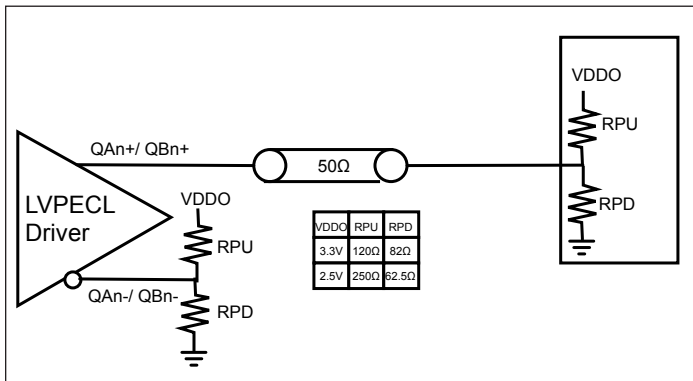 VDDO
RPU
RPD
QAn+/ QBn+
50Ω
LVPECL
Driver
VDDO
RPU
RPD
QAn-/ QBn-
VDDO RPU RPD
3.3V 120Ω 82Ω
2.5V 250Ω 62.5Ω